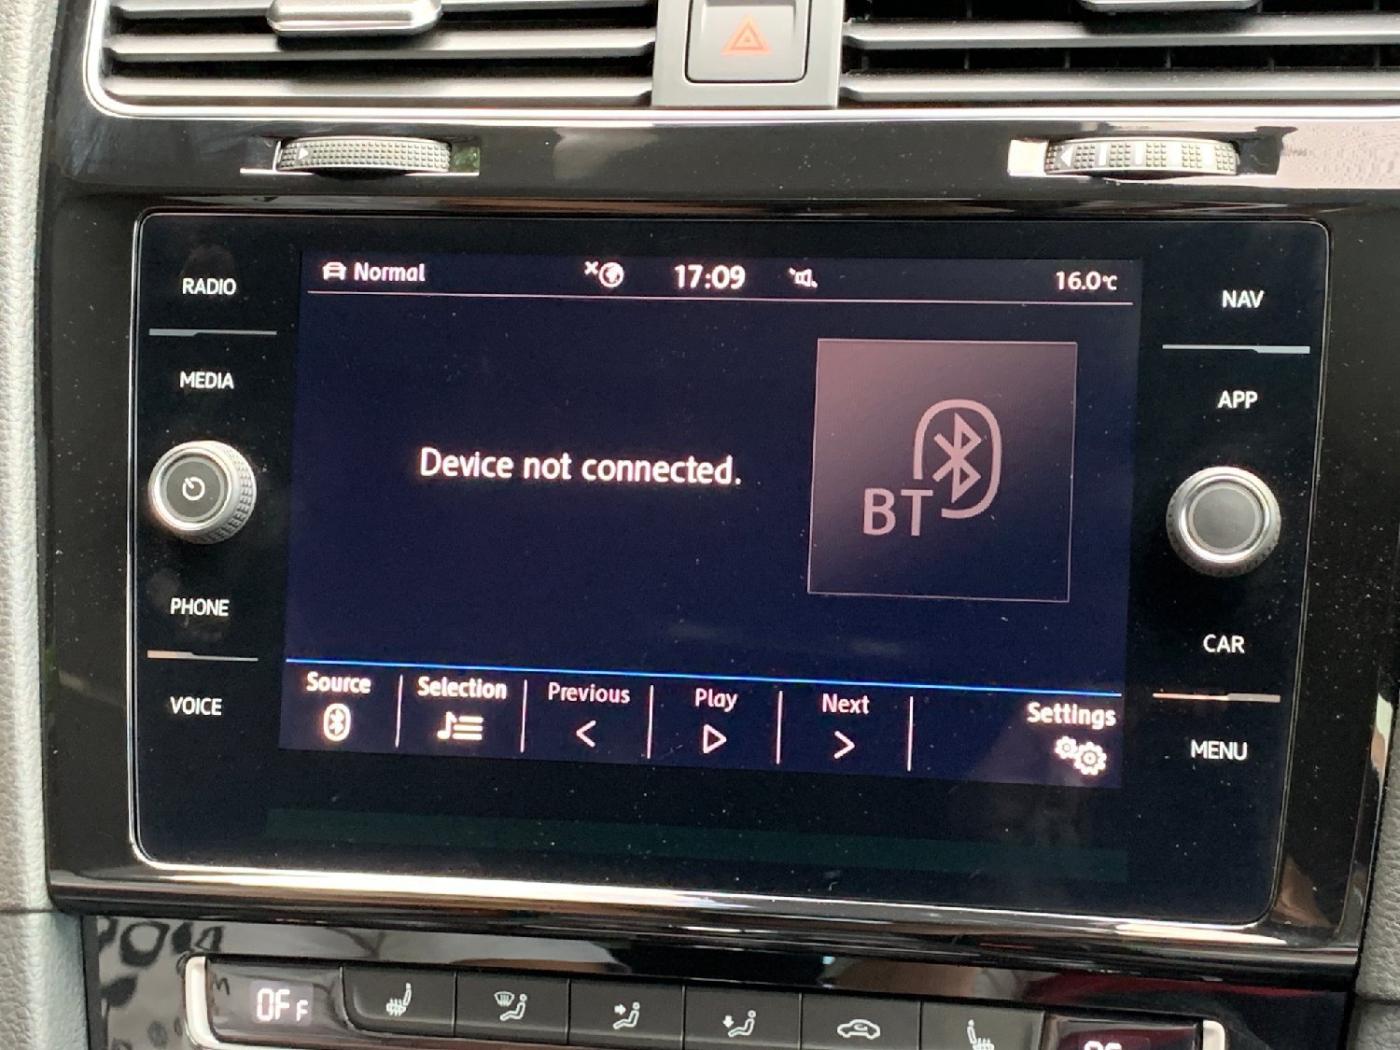 RADIO
MEDIA
PHONE
VOICE
Normal
17:09
16.0℃
Device not connected.
BT
Source
Selection
Previous
Play
Next
Settings
NAV
APP
CAR
MENU
OFF